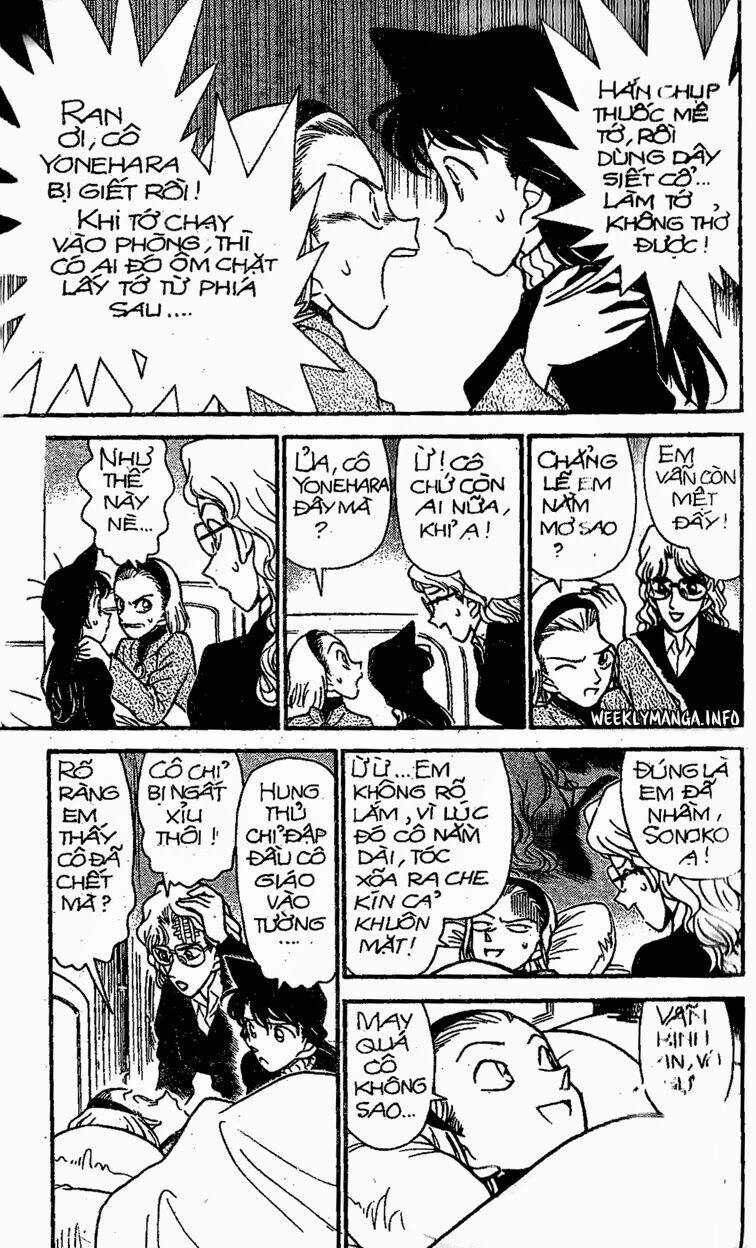 RAN
ƠI, CÔ
YONEHARA
BỊ GIẾT RỒI!
KHI TỚ CHẠY
VÀO PHÒNG, THÌ
CÓ AI ĐÓ ÔM CHẶT
LẤY TỚ TỪ PHIÁ
SAU....
HẮN CHỤP
THUỐC MÊ
TỚ, RỒI
DÙNG DÂY
SIẾT CỔ...
LÀM TỚ
KHÔNG THỞ
ĐƯỢC!
NHƯ
THẾ
NÀY
NÈ...
ỦA, CÔ
YONEHARA
ĐÂY MÀ
?
Ừ! CÔ
CHỨ CÒN
AI NỮA,
KHỈ Ạ!
CHẲNG
LẼ EM
NẰM
MƠ SAO
?
EM
VẪN CÒN
MỆT
ĐẤY!
WEEKLYMANGA.INFO
RÕ
RÀNG
EM
THẤY
CÔ ĐÃ
CHẾT
MÀ?
CÔ CHỈ
BỊ NGẤT
XỈU
THÔI!
HUNG
THỦ
CHỈ ĐẬP
ĐẦU CÔ
GIÁO
VÀO
TƯỜNG
....
Ừ Ừ...EM
KHÔNG RÕ
LẮM, VÌ LÚC
ĐÓ CÔ NẰM
DÀI, TÓC
XÕA RA CHE
KÍN CẢ
KHUÔN
MẶT!
ĐÚNG LÀ
EM ĐÃ
NHẦM,
SONOKO
Ạ!
MAY
QUÁ
CÔ
KHÔNG
SAO...
VẪN